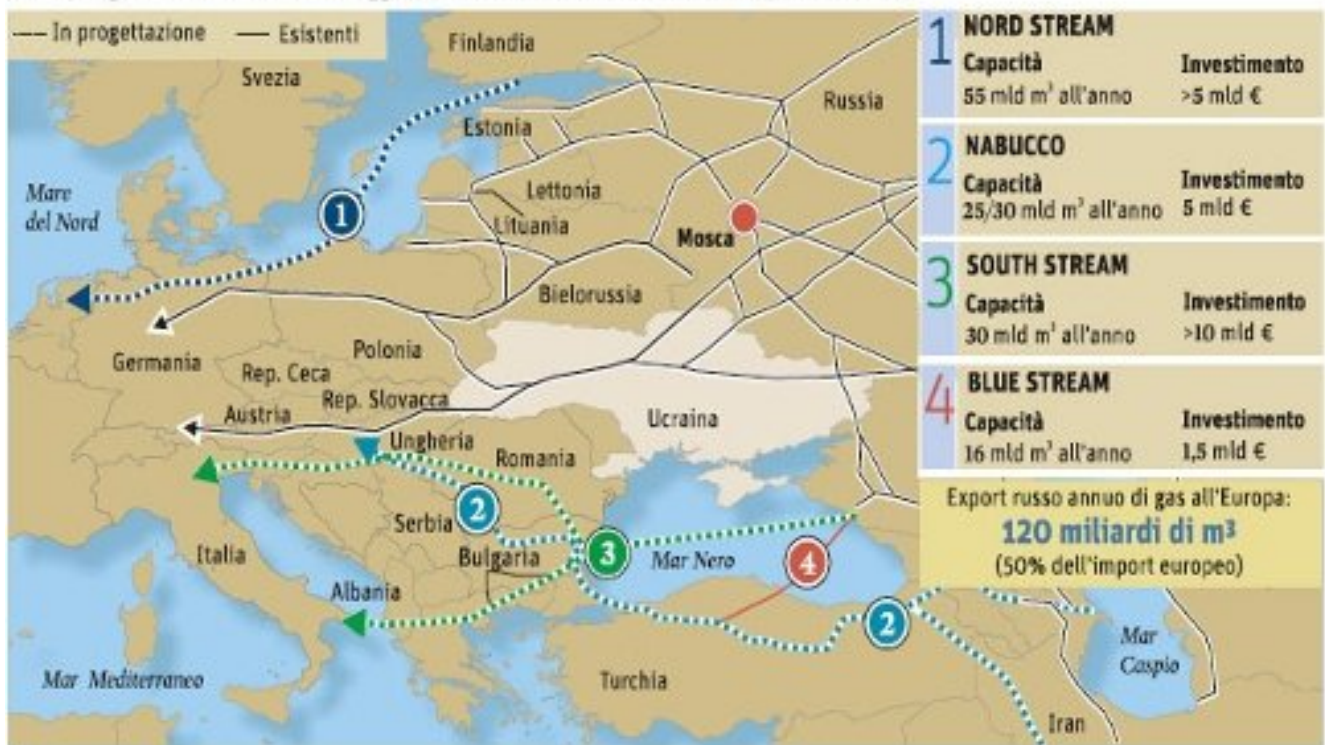 In progettazione
Esistenti
Finlandia
Svezia
Russia
Estonia
Mare
del Nord
Lettonia
Lituania
1
Mosca
Bielorussia
Germania
Polonia
Rep. Ceca
Rep. Slovacca
Austria
Ucraina
Ungheria
Romania
2
Serbia
Bulgaria
3
Mar Nero
4
Italia
Albania
2
Mar
Caspio
Mar Mediterraneo
Turchia
Iran
1
NORD STREAM
Capacità Investimento
55 mld m³ all'anno >5 mld €
2
NABUCCO
Capacità Investimento
25/30 mld m³ all'anno 5 mld €
3
SOUTH STREAM
Capacità Investimento
30 mld m³ all'anno >10 mld €
4
BLUE STREAM
Capacità Investimento
16 mld m³ all'anno 1,5 mld €
Export russo annuo di gas all'Europa:
120 miliardi di m³
(50% dell'import europeo)